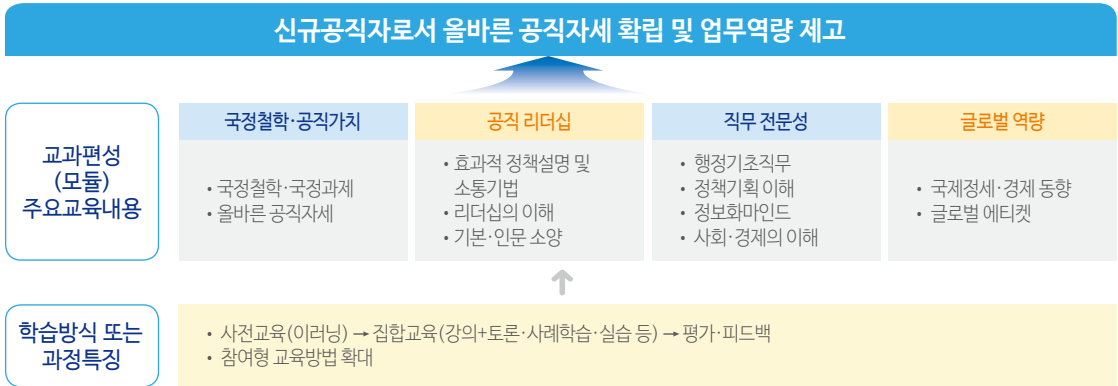 신규공직자로서 올바른 공직자세 확립 및 업무역량 제고
교과편성
(모듈)
주요교육내용
국정철학·공직가치
• 국정철학·국정과제
• 올바른 공직자세
공직 리더십
• 효과적 정책설명 및
소통기법
• 리더십의 이해
• 기본·인문 소양
직무 전문성
• 행정기초직무
• 정책기획 이해
• 정보화마인드
• 사회·경제의 이해
글로벌 역량
• 국제정세·경제 동향
• 글로벌 에티켓
학습방식 또는
과정특징
• 사전교육(이러닝) → 집합교육(강의+토론·사례학습·실습 등) → 평가·피드백
• 참여형 교육방법 확대